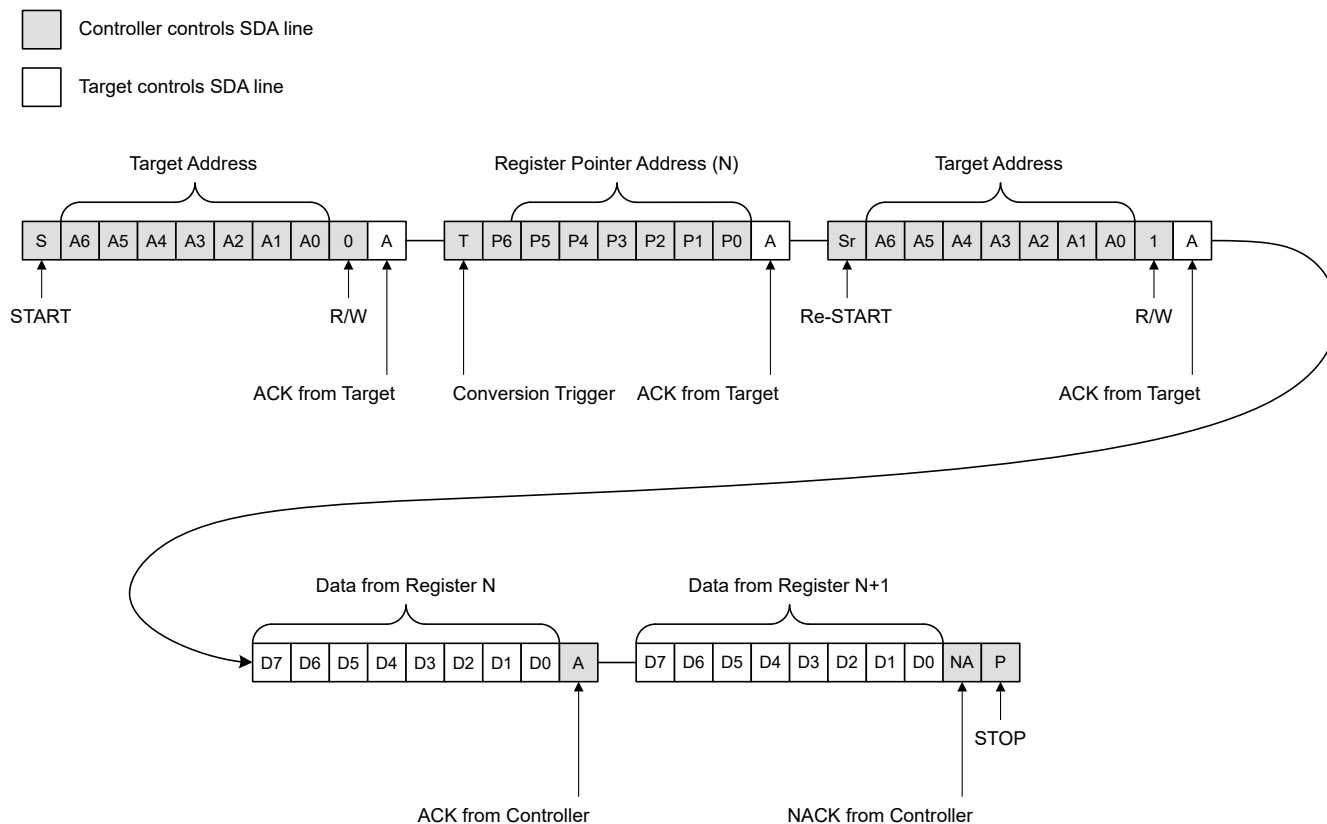 Controller controls SDA line
Target controls SDA line
Target Address
Register Pointer Address (N)
Target Address
S A6 A5 A4 A3 A2 A1 A0 0 A T P6 P5 P4 P3 P2 P1 P0 A Sr A6 A5 A4 A3 A2 A1 A0 1 A
START
R/W
Re-START
R/W
ACK from Target
Conversion Trigger
ACK from Target
ACK from Target
Data from Register N
Data from Register N+1
D7 D6 D5 D4 D3 D2 D1 D0 A D7 D6 D5 D4 D3 D2 D1 D0 NA P
STOP
ACK from Controller
NACK from Controller